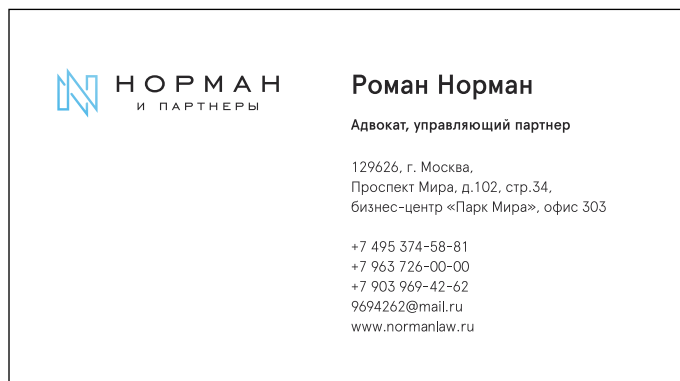 НОРМАН
И ПАРТНЕРЫ
Роман Норман
Адвокат, управляющий партнер
129626, г. Москва,
Проспект Мира, д.102, стр.34,
бизнес-центр «Парк Мира», офис 303
+7 495 374-58-81
+7 963 726-00-00
+7 903 969-42-62
9694262@mail.ru
www.normanlaw.ru